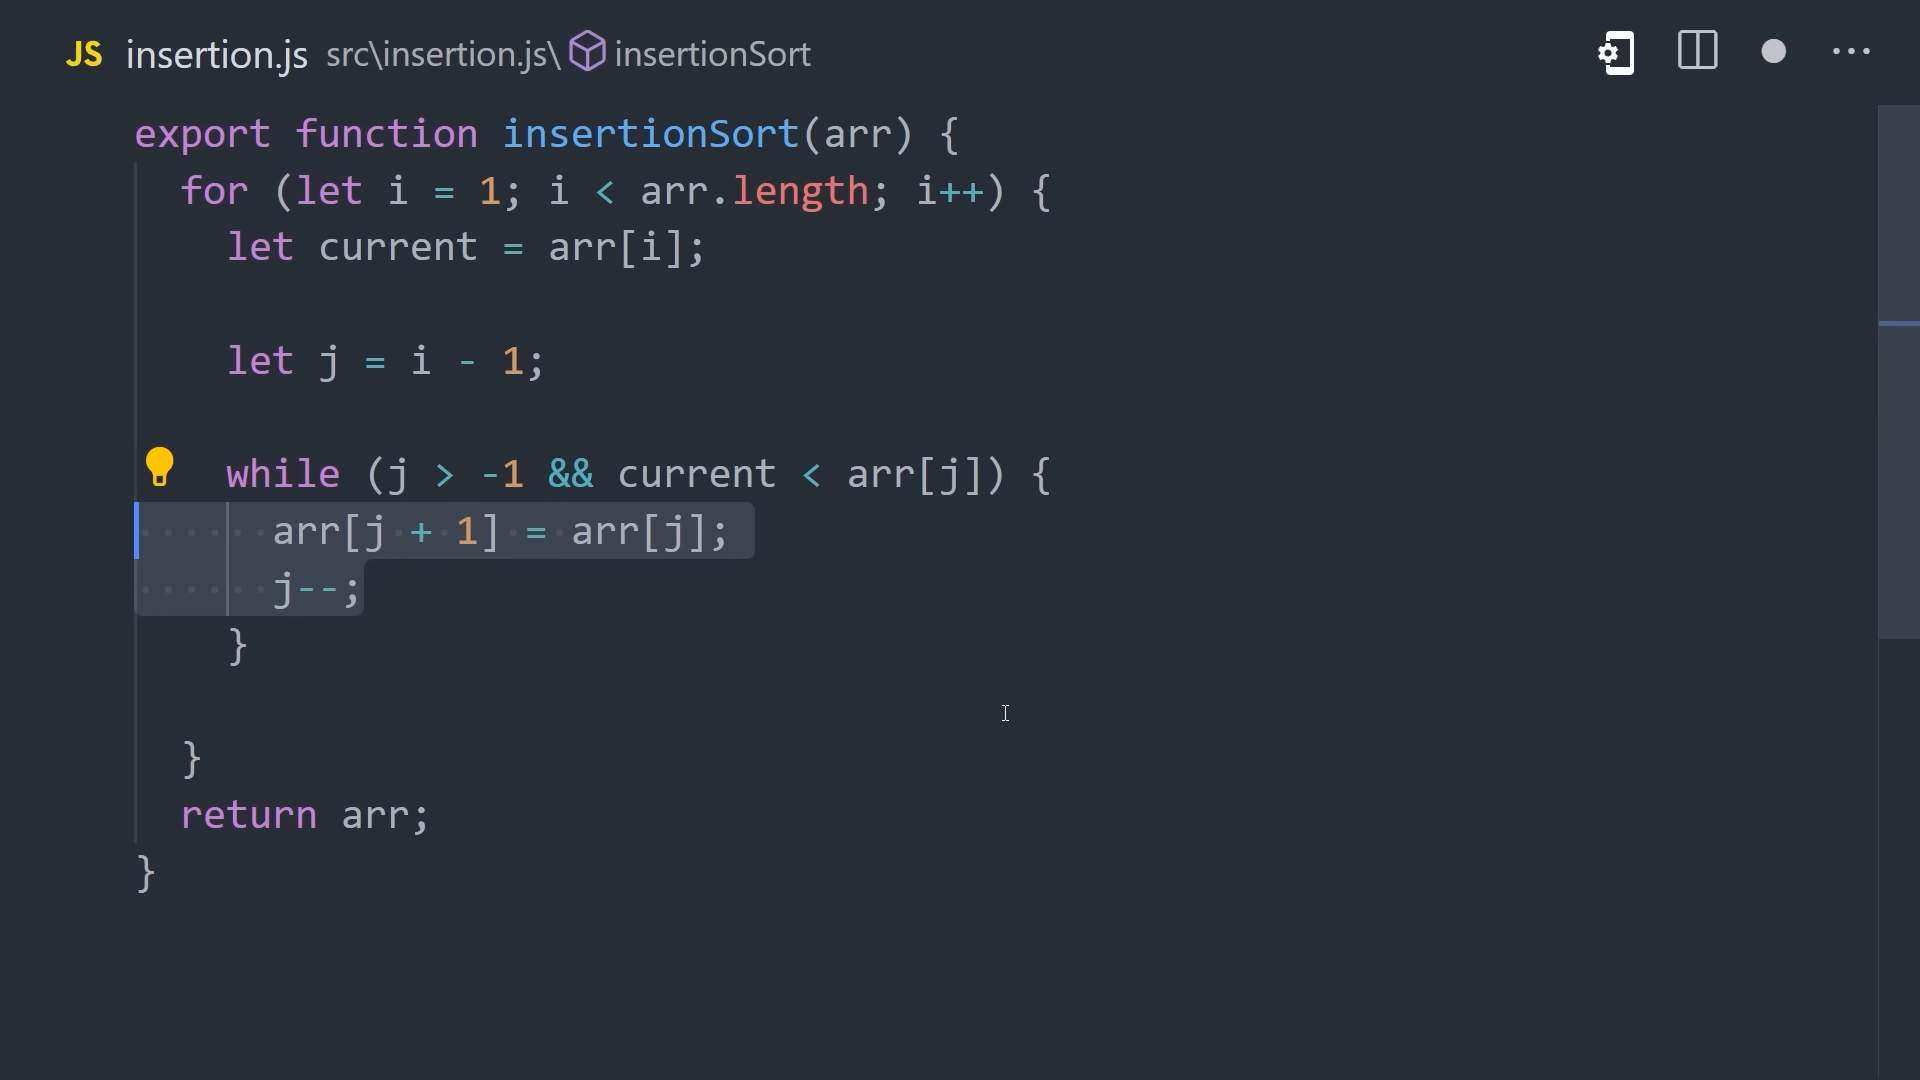 JS insertion.js src\insertion.js\ insertionSort
export function insertionSort(arr) {
for (let i = 1; i < arr.length; i++) {
let current = arr[i];
let j = i - 1;
while (j > -1 && current < arr[j]) {
arr[j + 1] = arr[j];
j--;
}
}
return arr;
}